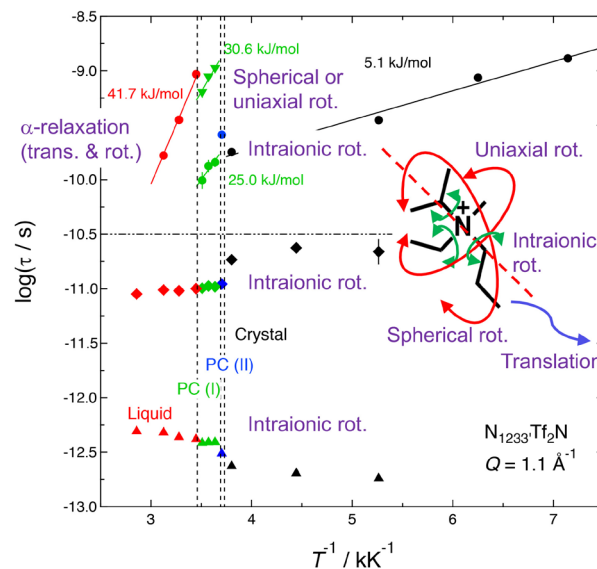 -8.5
-9.0
-9.5
-10.0
-10.5
-11.0
-11.5
-12.0
-12.5
-13.0
log(τ / s)
30.6 kJ/mol
41.7 kJ/mol
Spherical or
uniaxial rot.
5.1 kJ/mol
α-relaxation
(trans. & rot.)
Intraionic rot.
25.0 kJ/mol
Uniaxial rot.
+
N
Intraionic
rot.
Spherical rot.
Translation
Intraionic rot.
Crystal
PC (II)
PC (I)
Liquid
Intraionic rot.
N1233'Tf2N
Q = 1.1 Å-1
3 4 5 6 7
T-1 / kK-1